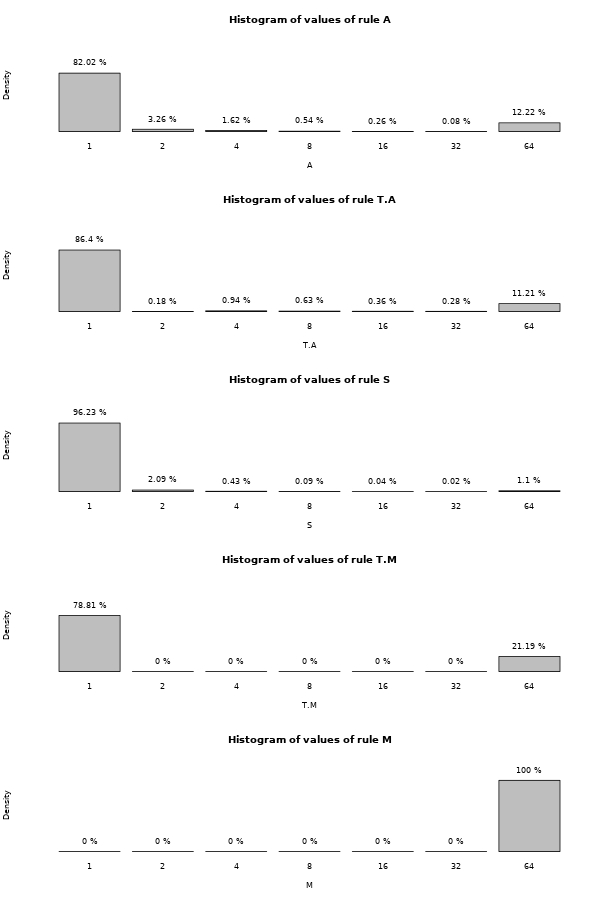 Histogram of values of rule A
Density
82.02 % 3.26 % 1.62 % 0.54 % 0.26 % 0.08 % 12.22 %
1 2 4 8 16 32 64
A
Histogram of values of rule T.A
Density
86.4 % 0.18 % 0.94 % 0.63 % 0.36 % 0.28 % 11.21 %
1 2 4 8 16 32 64
T.A
Histogram of values of rule S
Density
96.23 % 2.09 % 0.43 % 0.09 % 0.04 % 0.02 % 1.1 %
1 2 4 8 16 32 64
S
Histogram of values of rule T.M
Density
78.81 % 0 % 0 % 0 % 0 % 0 % 21.19 %
1 2 4 8 16 32 64
T.M
Histogram of values of rule M
Density
0 % 0 % 0 % 0 % 0 % 0 % 100 %
1 2 4 8 16 32 64
M